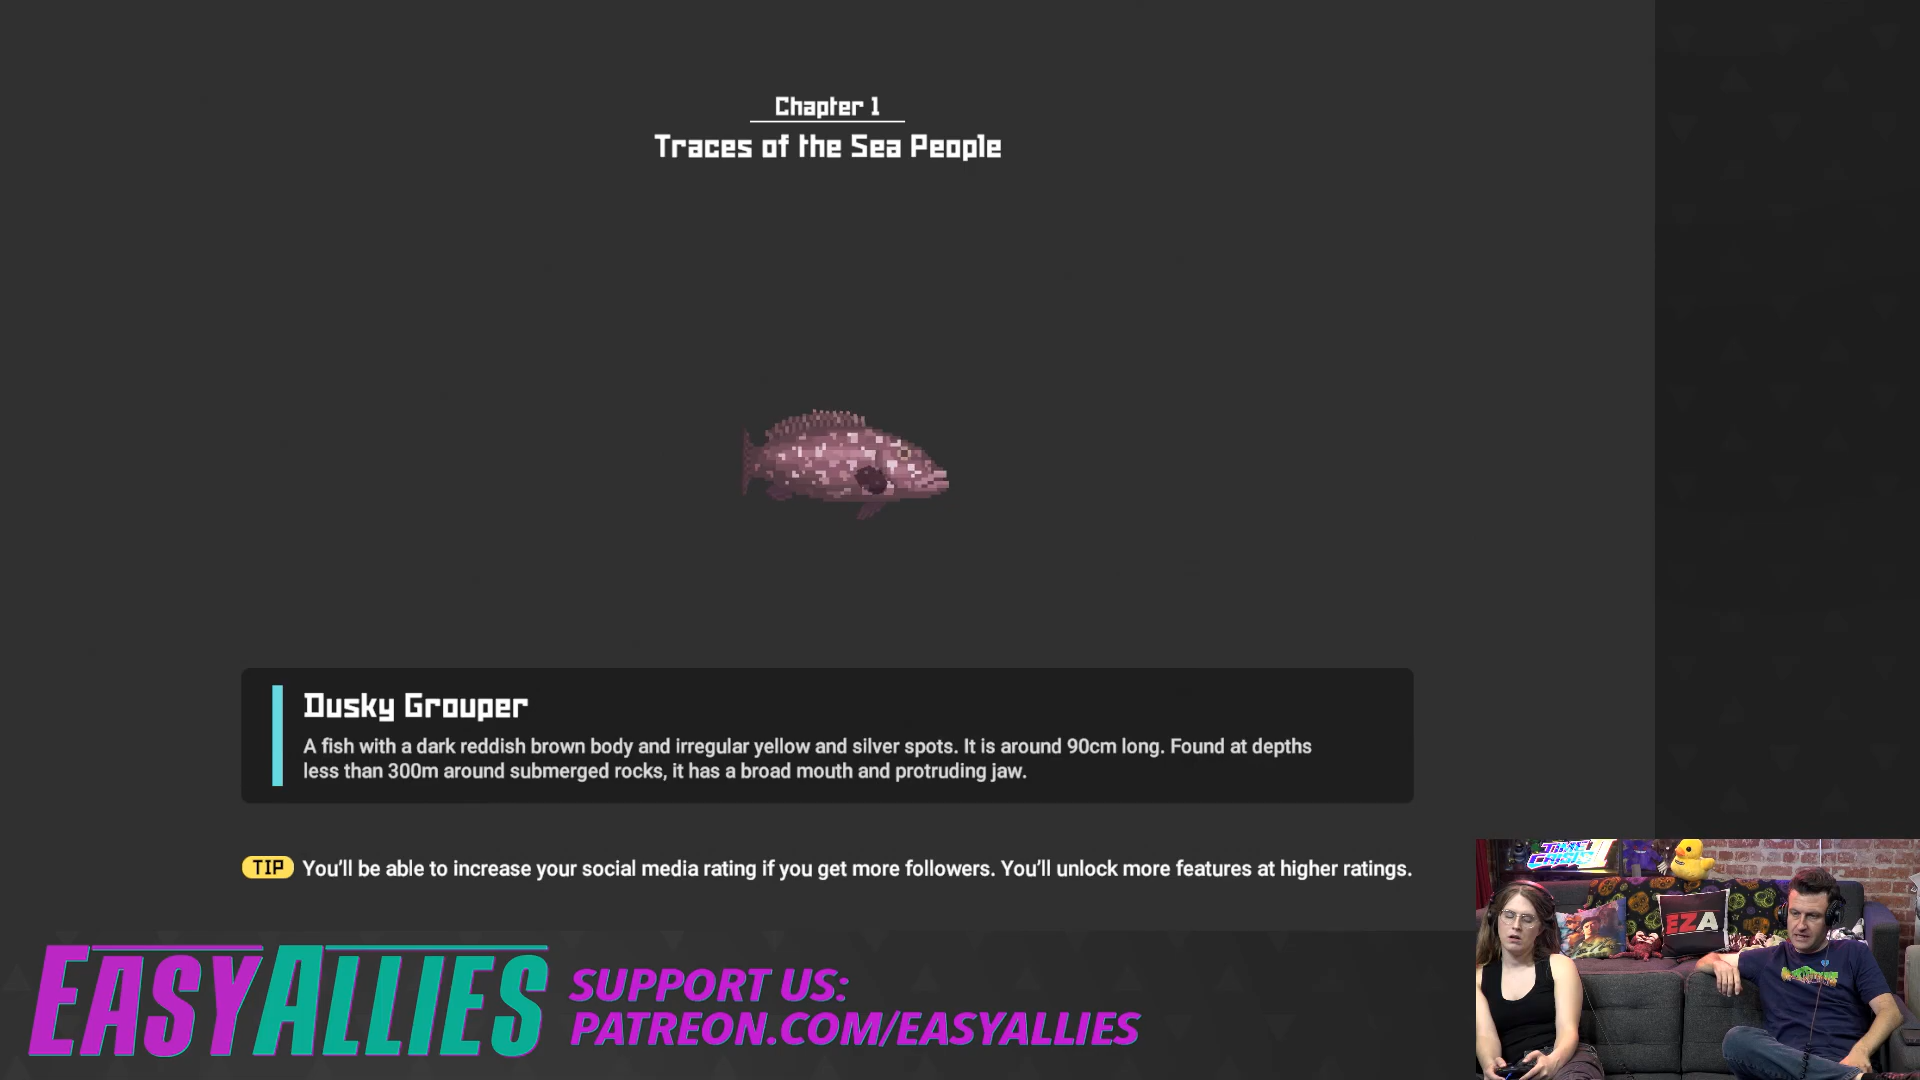 Chapter 1
Traces of the Sea People
Dusky Grouper
A fish with a dark reddish brown body and irregular yellow and silver spots. It is around 90cm long. Found at depths
less than 300m around submerged rocks, it has a broad mouth and protruding jaw.
TIP You'll be able to increase your social media rating if you get more followers. You'll unlock more features at higher ratings.
TIME
CRISIS II
EZA
EASYALLIES
SUPPORT US:
PATREON.COM/EASYALLIES